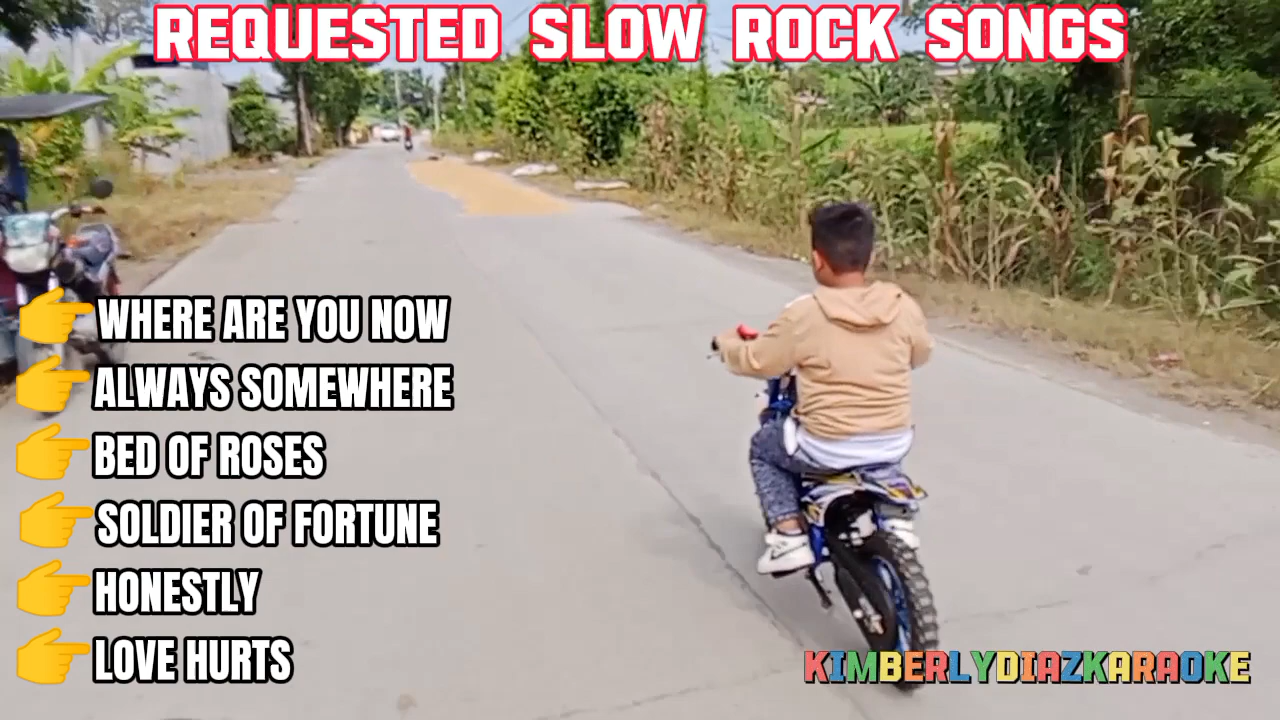 REQUESTED SLOW ROCK SONGS
WHERE ARE YOU NOW
ALWAYS SOMEWHERE
BED OF ROSES
SOLDIER OF FORTUNE
HONESTLY
LOVE HURTS
KIMBERLYDIAZKARAOKE